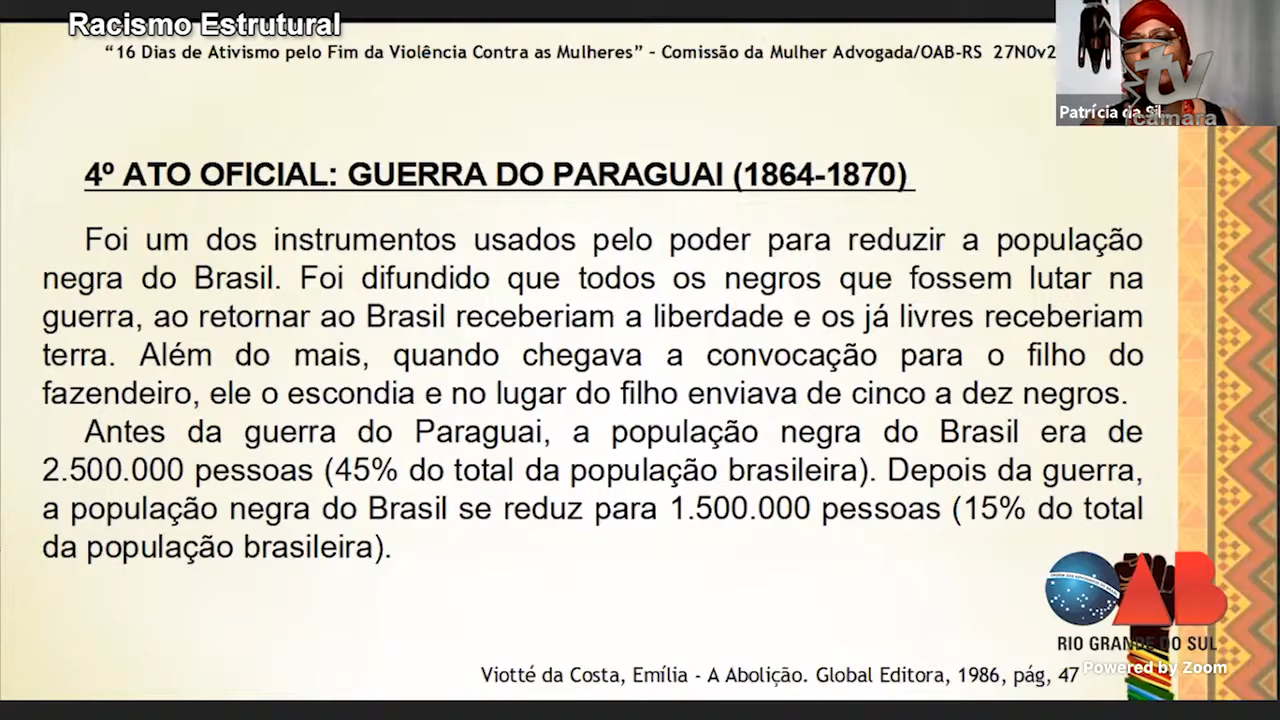 Racismo Estrutural
“16 Dias de Ativismo pelo Fim da Violência Contra as Mulheres” – Comissão da Mulher Advogada/OAB-RS 27N0v2
Patrícia da Sil
tv
câmara
4º ATO OFICIAL: GUERRA DO PARAGUAI (1864-1870)
Foi um dos instrumentos usados pelo poder para reduzir a população
negra do Brasil. Foi difundido que todos os negros que fossem lutar na
guerra, ao retornar ao Brasil receberiam a liberdade e os já livres receberiam
terra. Além do mais, quando chegava a convocação para o filho do
fazendeiro, ele o escondia e no lugar do filho enviava de cinco a dez negros.
Antes da guerra do Paraguai, a população negra do Brasil era de
2.500.000 pessoas (45% do total da população brasileira). Depois da guerra,
a população negra do Brasil se reduz para 1.500.000 pessoas (15% do total
da população brasileira).
OAB
RIO GRANDE DO SUL
Powered by Zoom
Viotté da Costa, Emília - A Abolição. Global Editora, 1986, pág, 47